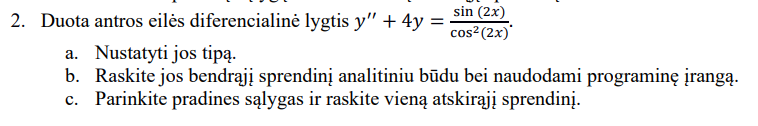 2. Duota antros eilės diferencialinė lygtis y′′ + 4y = sin (2x)/cos²(2x).
a. Nustatyti jos tipą.
b. Raskite jos bendrąjį sprendinį analitiniu būdu bei naudodami programinę įrangą.
c. Parinkite pradines sąlygas ir raskite vieną atskirąjį sprendinį.